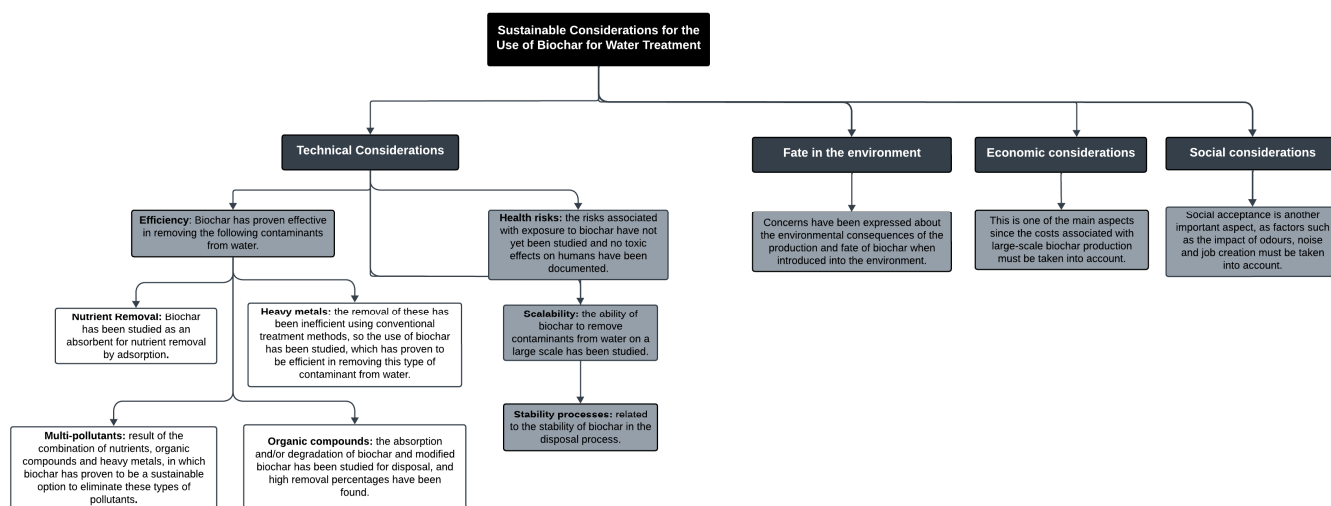 Sustainable Considerations for the
Use of Biochar for Water Treatment
Technical Considerations
Fate in the environment
Economic considerations
Social considerations
Efficiency: Biochar has proven effective
in removing the following contaminants
from water.
Health risks: the risks associated
with exposure to biochar have not
yet been studied and no toxic
effects on humans have been
documented.
Concerns have been expressed about
the environmental consequences of the
production and fate of biochar when
introduced into the environment.
This is one of the main aspects
since the costs associated with
large-scale biochar production
must be taken into account.
Social acceptance is another
important aspect, as factors such
as the impact of odours, noise
and job creation must be taken
into account.
Nutrient Removal: Biochar
has been studied as an
absorbent for nutrient removal
by adsorption.
Heavy metals: the removal of these has
been inefficient using conventional
treatment methods, so the use of biochar
has been studied, which has proven to
be efficient in removing this type of
contaminant from water.
Scalability: the ability of
biochar to remove
contaminants from water on a
large scale has been studied.
Stability processes: related
to the stability of biochar in the
disposal process.
Multi-pollutants: result of the
combination of nutrients, organic
compounds and heavy metals, in which
biochar has proven to be a sustainable
option to eliminate these types of
pollutants.
Organic compounds: the absorption
and/or degradation of biochar and modified
biochar has been studied for disposal, and
high removal percentages have been
found.